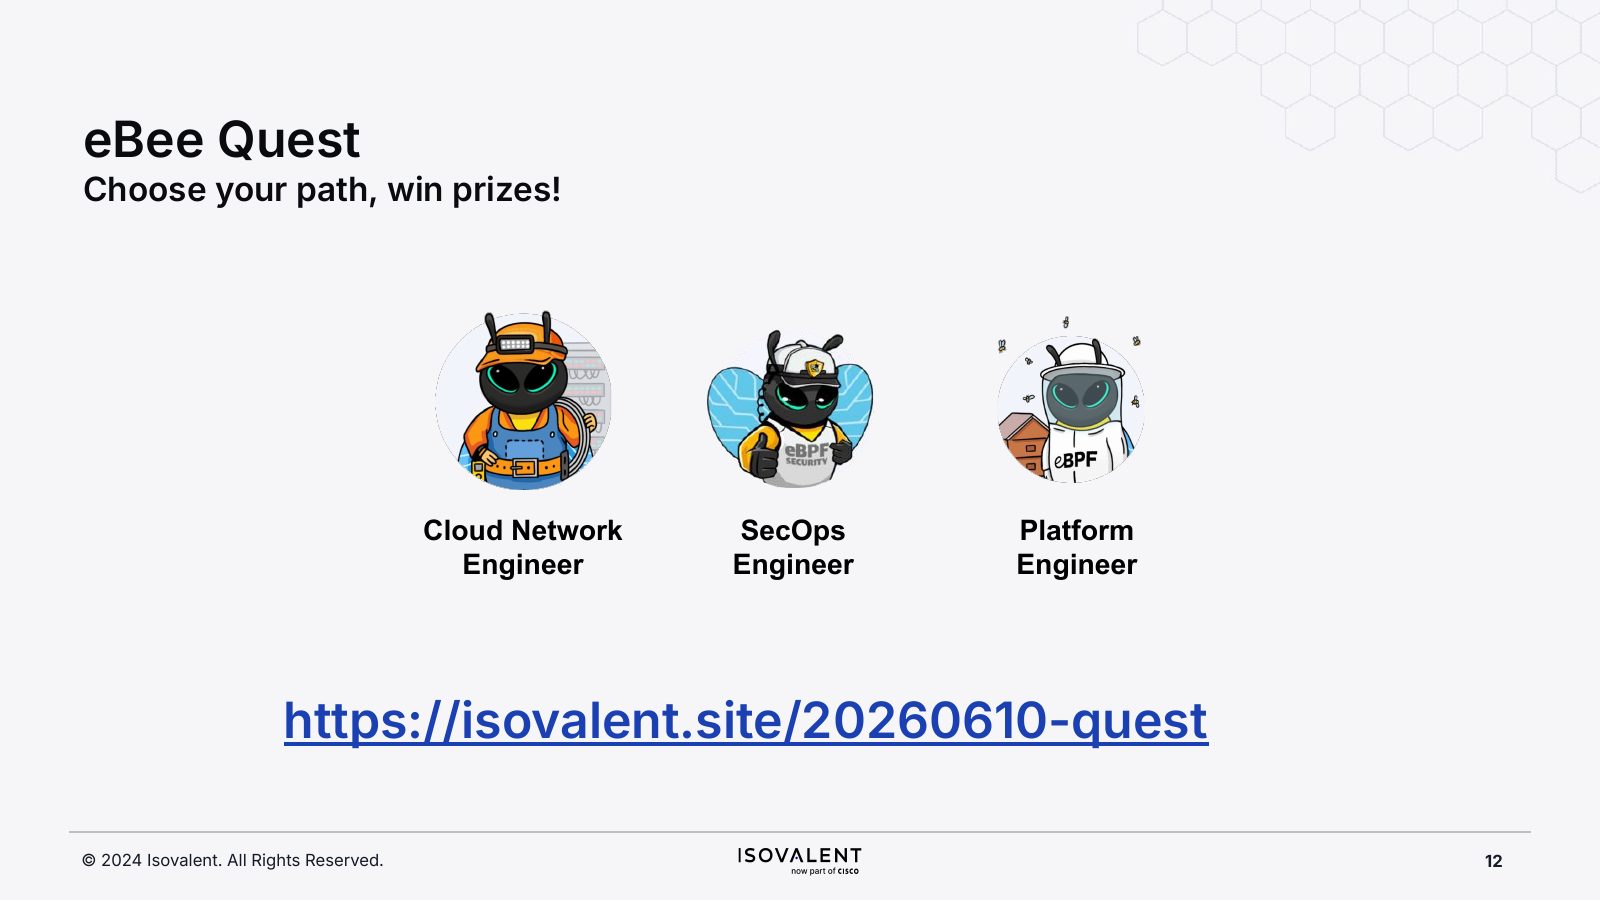 eBee Quest
Choose your path, win prizes!
eBPF
SECURITY
eBPF
Cloud Network
Engineer
SecOps
Engineer
Platform
Engineer
https://isovalent.site/20260610-quest
© 2024 Isovalent. All Rights Reserved.
ISOVALENT
now part of CISCO
12